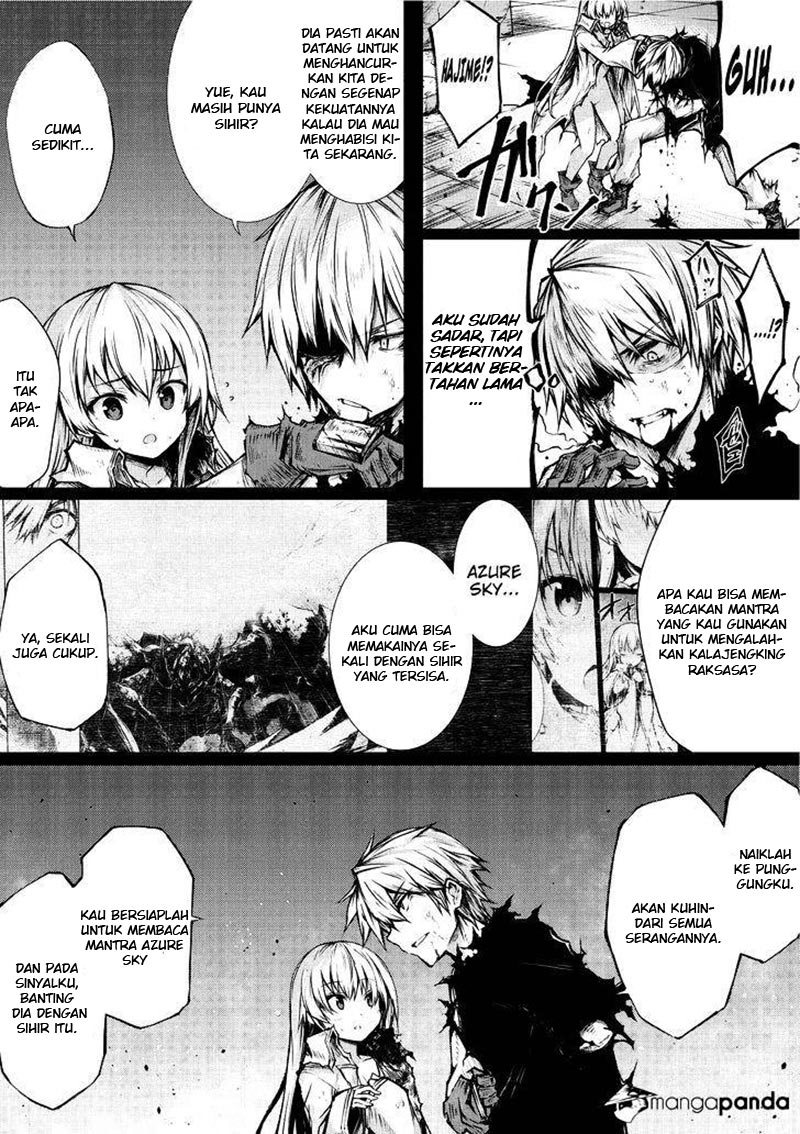 GUH...
HAJIME!?
ガクン
....!?
AKU SUDAH
SADAR, TAPI
SEPERTINYA
TAKKAN BER-
TAHAN LAMA
...
DIA PASTI AKAN
DATANG UNTUK
MENGHANCUR-
KAN KITA DE-
NGAN SEGENAP
KEKUATANNYA
KALAU DIA MAU
MENGHABISI KI-
TA SEKARANG.
YUE, KAU
MASIH PUNYA
SIHIR?
CUMA
SEDIKIT...
ITU
TAK
APA-
APA.
APA KAU BISA MEM-
BACAKAN MANTRA
YANG KAU GUNAKAN
UNTUK MENGALAH-
KAN KALAJENGKING
RAKSASA?
AZURE
SKY...
AKU CUMA BISA
MEMAKAINYA SE-
KALI DENGAN SIHIR
YANG TERSISA.
YA, SEKALI
JUGA CUKUP.
NAIKLAH
KE PUNG-
GUNGKU.
AKAN KUHIN-
DARI SEMUA
SERANGANNYA.
KAU BERSIAPLAH
UNTUK MEMBACA
MANTRA AZURE
SKY
DAN PADA
SINYALKU,
BANTING
DIA DENGAN
SIHIR ITU.
mangapanda